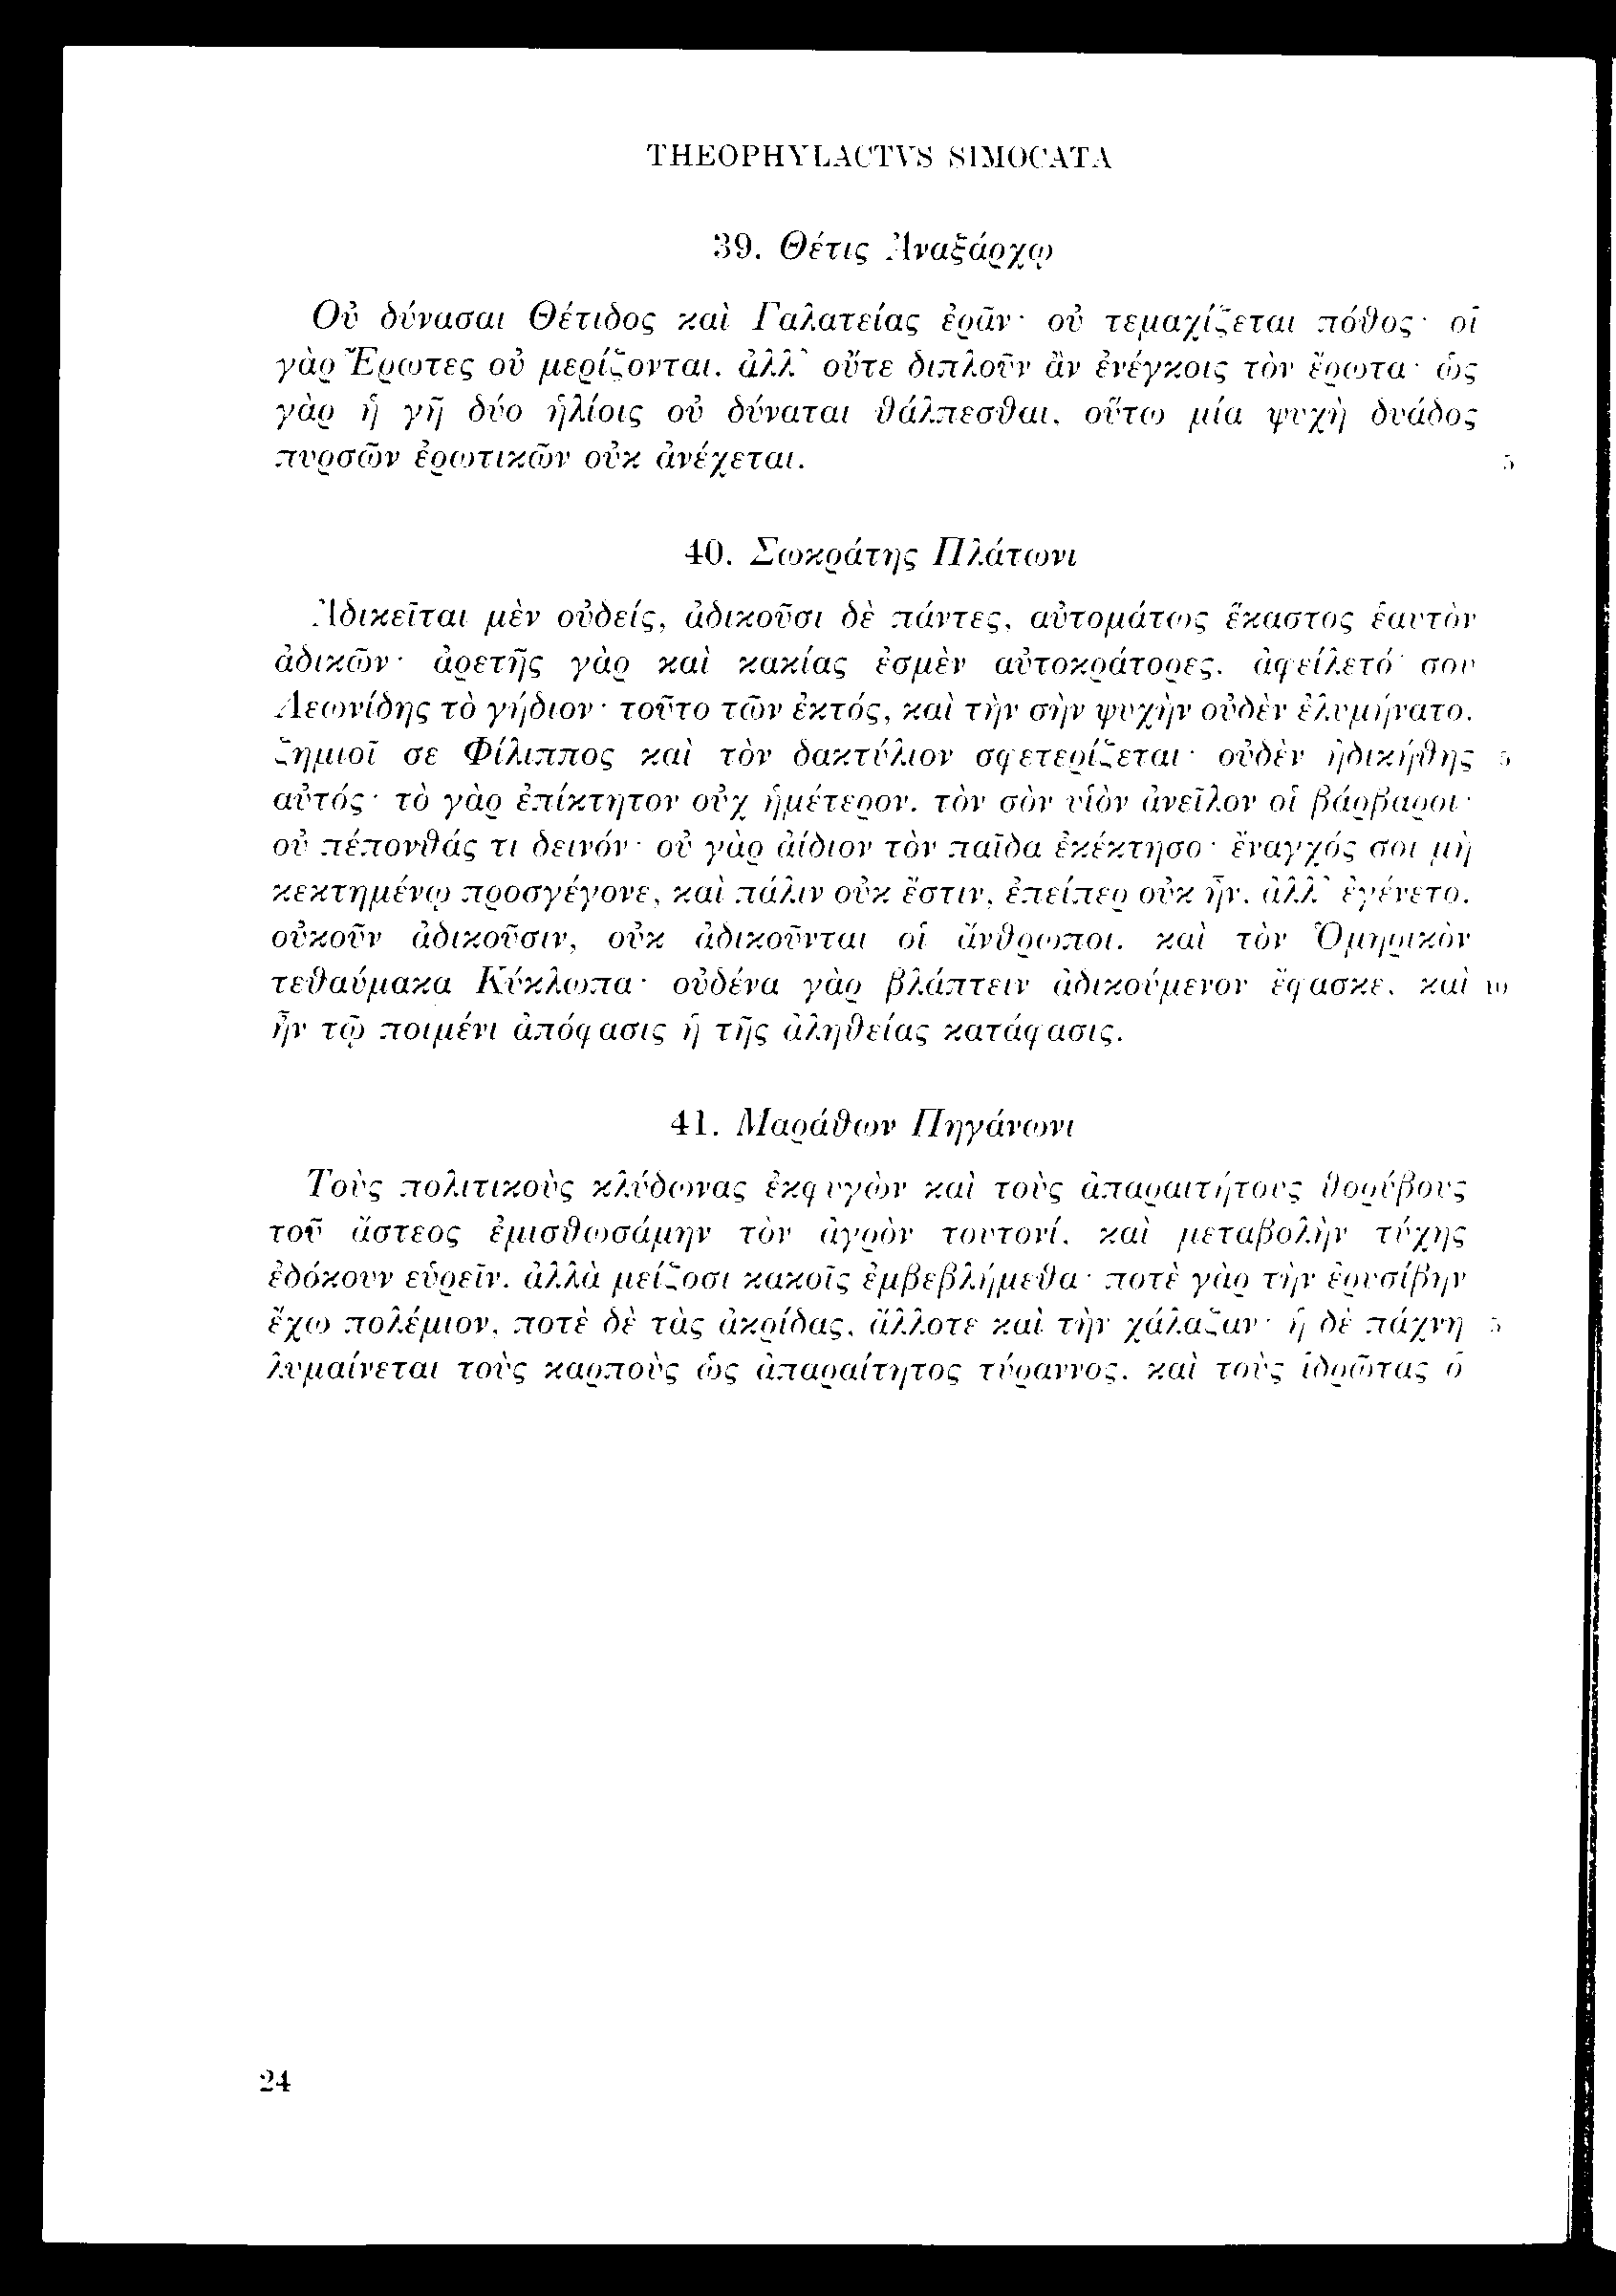 THEOPHYLACTVS SIMOCATA
39. Θέτις Ἀναξάρχῳ
Οὐ δύνασαι Θέτιδος καὶ Γαλατείας ἐρᾶν· οὐ τεμαχίζεται πόθος· οἱ
γὰρ Ἔρωτες οὐ μερίζονται. ἀλλ᾽ οὔτε διπλοῦν ἂν ἐνέγκοις τὸν ἔρωτα· ὡς
γὰρ ἡ γῆ δύο ἡλίοις οὐ δύναται θάλπεσθαι, οὕτω μία ψυχὴ δυάδος
πυρσῶν ἐρωτικῶν οὐκ ἀνέχεται. 5
40. Σωκράτης Πλάτωνι
Ἀδικεῖται μὲν οὐδείς, ἀδικοῦσι δὲ πάντες, αὐτομάτως ἕκαστος ἑαυτὸν
ἀδικῶν· ἀρετῆς γὰρ καὶ κακίας ἐσμὲν αὐτοκράτορες. ἀφείλετό σου
Λεωνίδης τὸ γῄδιον· τοῦτο τῶν ἐκτός, καὶ τὴν σὴν ψυχὴν οὐδὲν ἐλυμήνατο.
ζημιοῖ σε Φίλιππος καὶ τὸν δακτύλιον σφετερίζεται· οὐδὲν ἠδικήθης 5
αὐτός· τὸ γὰρ ἐπίκτητον οὐχ ἡμέτερον. τὸν σὸν υἱὸν ἀνεῖλον οἱ βάρβαροι·
οὐ πέπονθάς τι δεινόν· οὐ γὰρ ἀίδιον τὸν παῖδα ἐκέκτησο· ἔναγχός σοι μὴ
κεκτημένῳ προσγέγονε, καὶ πάλιν οὐκ ἔστιν, ἐπείπερ οὐκ ἦν, ἀλλ᾽ ἐγένετο.
οὐκοῦν ἀδικοῦσιν, οὐκ ἀδικοῦνται οἱ ἄνθρωποι. καὶ τὸν Ὁμηρικὸν
τεθαύμακα Κύκλωπα· οὐδένα γὰρ βλάπτειν ἀδικούμενον ἔφασκε, καὶ 10
ἦν τῷ ποιμένι ἀπόφασις ἡ τῆς ἀληθείας κατάφασις.
41. Μαράθων Πηγάνωνι
Τοὺς πολιτικοὺς κλύδωνας ἐκφυγὼν καὶ τοὺς ἀπαραιτήτους θορύβους
τοῦ ἄστεος ἐμισθωσάμην τὸν ἀγρὸν τουτονί, καὶ μεταβολὴν τύχης
ἐδόκουν εὑρεῖν. ἀλλὰ μείζοσι κακοῖς ἐμβεβλήμεθα· ποτὲ γὰρ τὴν ἐρυσίβην
ἔχω πολέμιον, ποτὲ δὲ τὰς ἀκρίδας, ἄλλοτε καὶ τὴν χάλαζαν· ἡ δὲ πάχνη 5
λυμαίνεται τοὺς καρποὺς ὡς ἀπαραίτητος τύραννος. καὶ τοὺς ἱδρῶτας ὁ
24